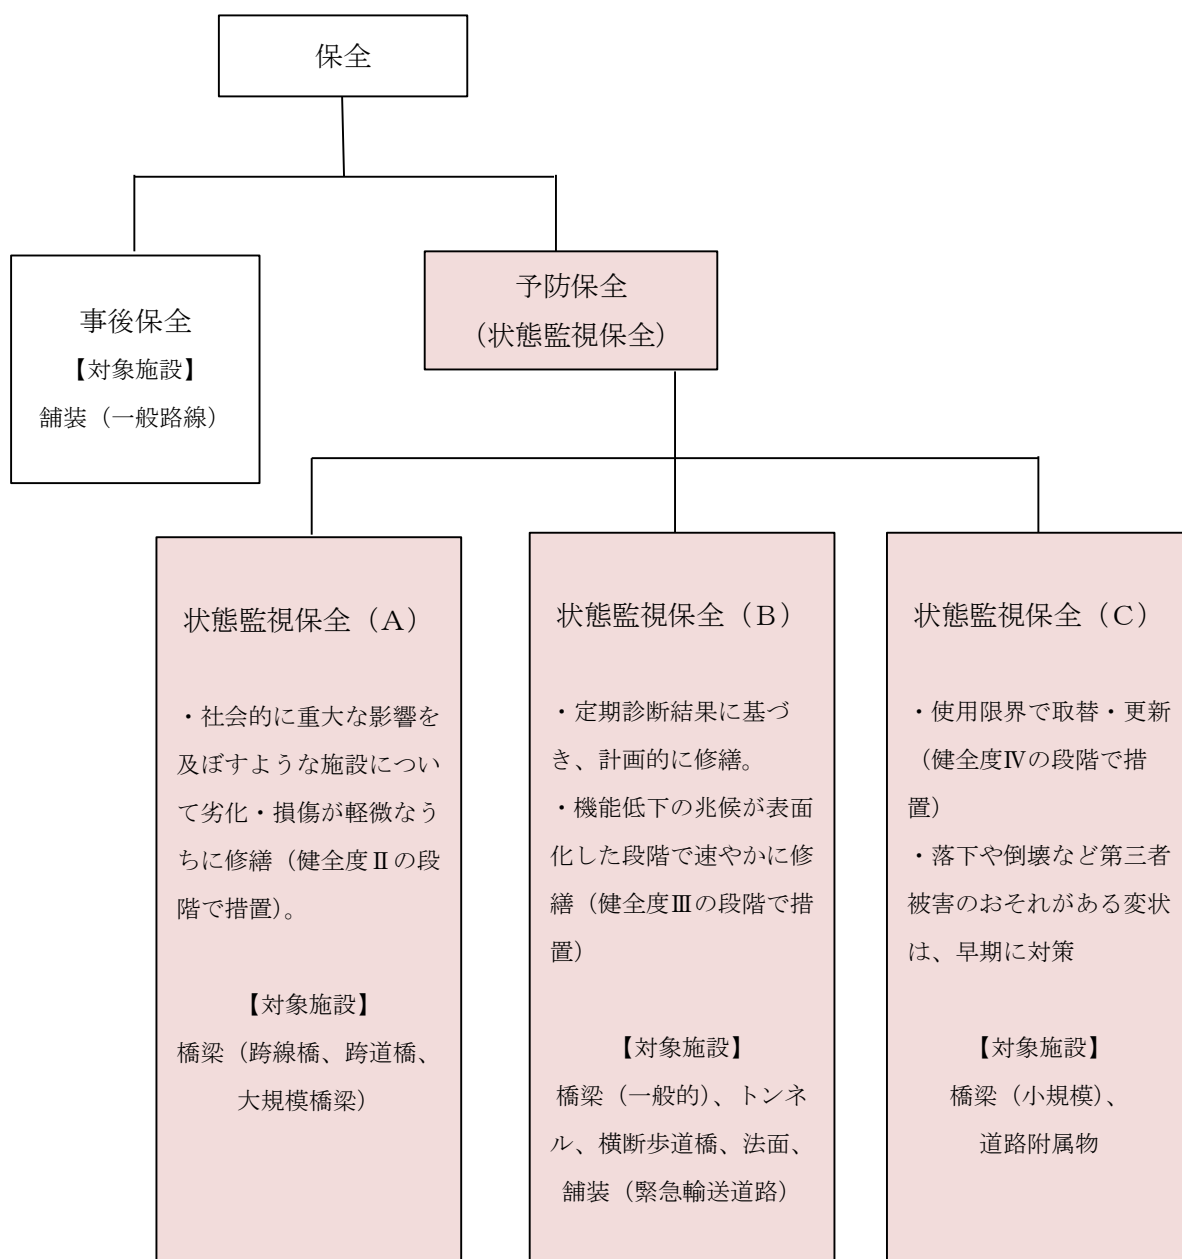 保全
事後保全
【対象施設】
舗装（一般路線）
予防保全
（状態監視保全）
状態監視保全（A）
・社会的に重大な影響を
及ぼすような施設につい
て劣化・損傷が軽微なう
ちに修繕（健全度Ⅱの段
階で措置）。
【対象施設】
橋梁（跨線橋、跨道橋、
大規模橋梁）
状態監視保全（B）
・定期診断結果に基づ
き、計画的に修繕。
・機能低下の兆候が表面
化した段階で速やかに修
繕（健全度Ⅲの段階で措
置）
【対象施設】
橋梁（一般的）、トンネ
ル、横断歩道橋、法面、
舗装（緊急輸送道路）
状態監視保全（C）
・使用限界で取替・更新
（健全度Ⅳの段階で措
置）
・落下や倒壊など第三者
被害のおそれがある変状
は、早期に対策
【対象施設】
橋梁（小規模）、
道路附属物